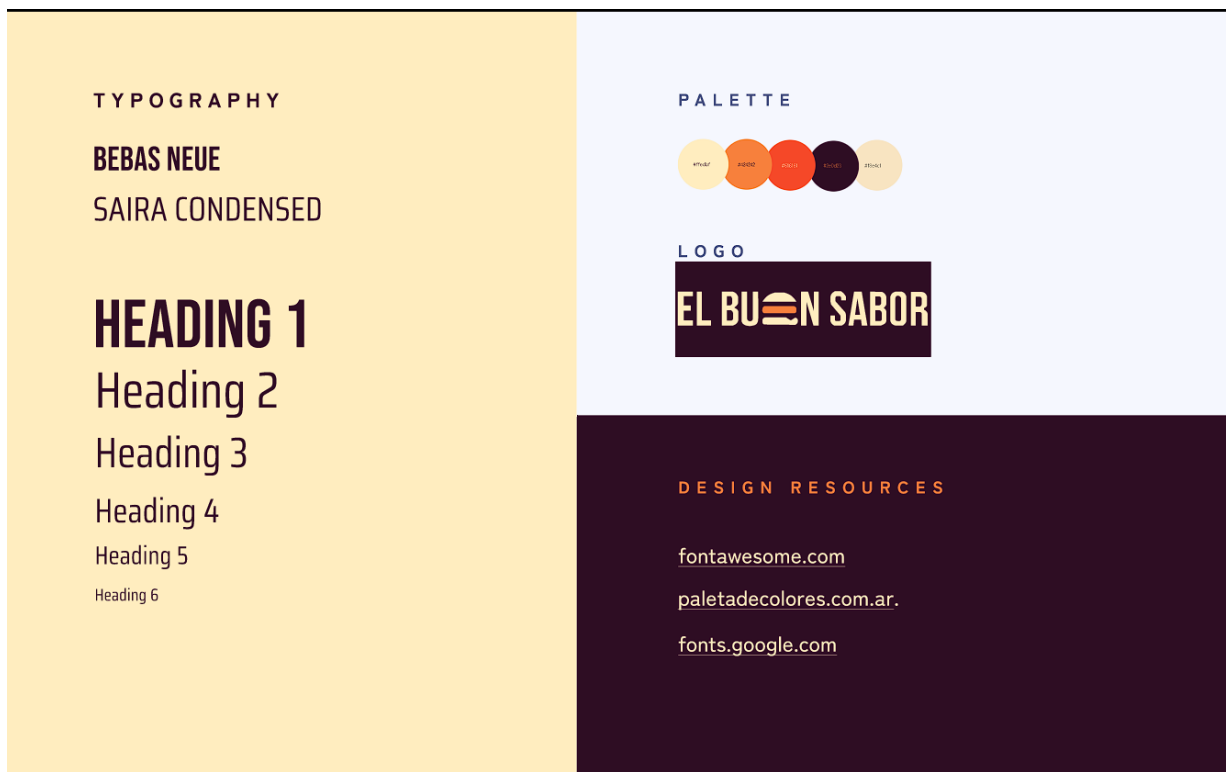 TYPOGRAPHY
BEBAS NEUE
SAIRA CONDENSED
HEADING 1
Heading 2
Heading 3
Heading 4
Heading 5
Heading 6
PALETTE
LOGO
EL BUEN SABOR
DESIGN RESOURCES
fontawesome.com
paletadecolores.com.ar.
fonts.google.com